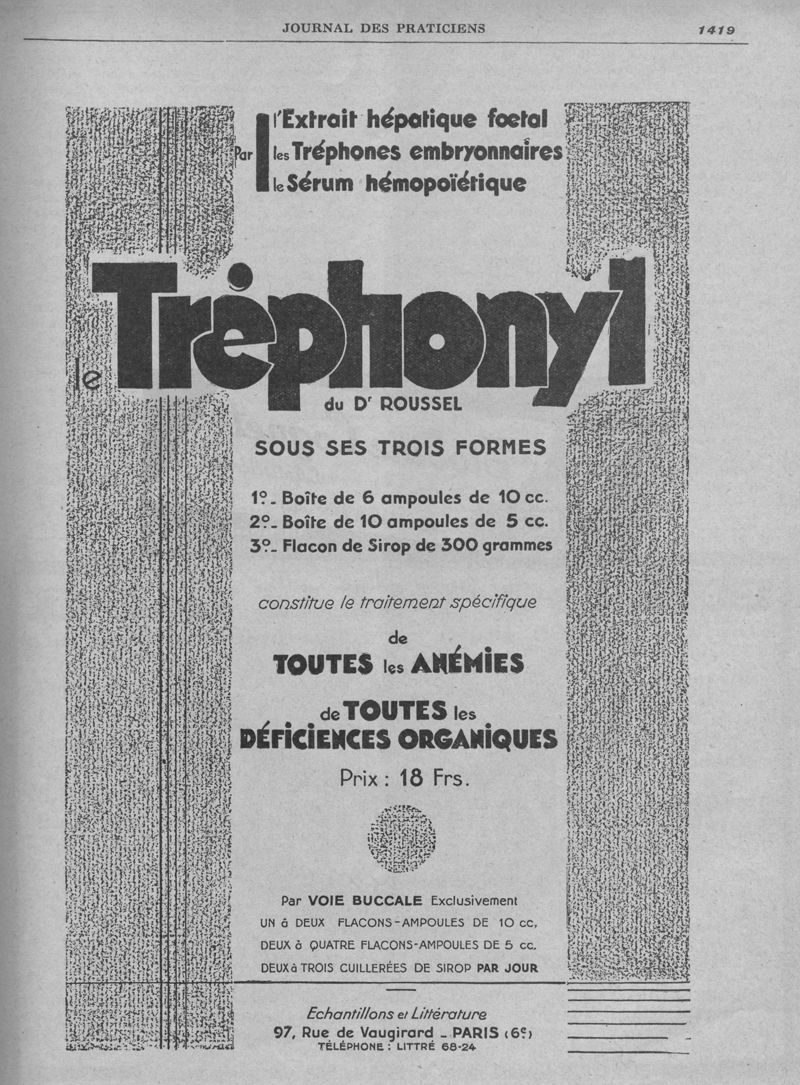 JOURNAL DES PRATICIENS 1419
l'Extrait hépatique foetal
Par les Tréphones embryonnaires
le Sérum hémopoïétique
le Tréphonyl
du Dr ROUSSEL
SOUS SES TROIS FORMES
1º_ Boîte de 6 ampoules de 10 cc.
2º_ Boîte de 10 ampoules de 5 cc.
3º_ Flacon de Sirop de 300 grammes
constitue le traitement spécifique
de
TOUTES les ANÉMIES
de TOUTES les
DÉFICIENCES ORGANIQUES
Prix : 18 Frs.
Par VOIE BUCCALE Exclusivement
UN à DEUX FLACONS-AMPOULES DE 10 cc,
DEUX à QUATRE FLACONS-AMPOULES DE 5 cc.
DEUX à TROIS CUILLERÉES DE SIROP PAR JOUR
Echantillons et Littérature
97, Rue de Vaugirard _ PARIS (6e)
TÉLÉPHONE : LITTRÉ 68-24